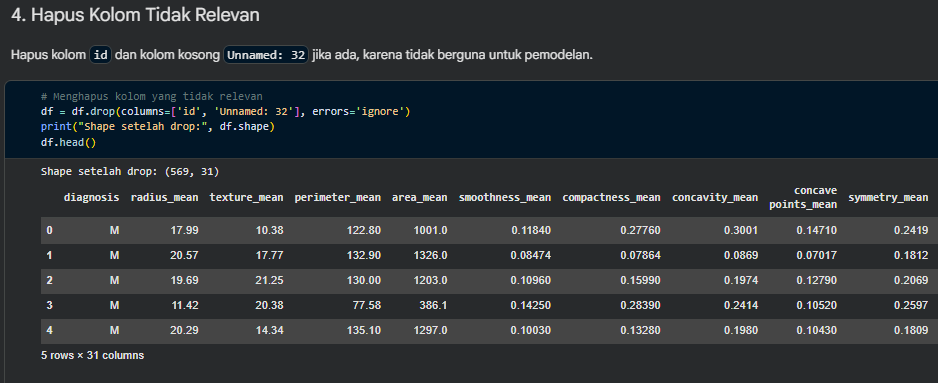 4. Hapus Kolom Tidak Relevan
Hapus kolom id dan kolom kosong Unnamed: 32 jika ada, karena tidak berguna untuk pemodelan.
# Menghapus kolom yang tidak relevan
df = df.drop(columns=['id', 'Unnamed: 32'], errors='ignore')
print("Shape setelah drop:", df.shape)
df.head()
Shape setelah drop: (569, 31)
diagnosis radius_mean texture_mean perimeter_mean area_mean smoothness_mean compactness_mean concavity_mean concave points_mean symmetry_mean
0 M 17.99 10.38 122.80 1001.0 0.11840 0.27760 0.3001 0.14710 0.2419
1 M 20.57 17.77 132.90 1326.0 0.08474 0.07864 0.0869 0.07017 0.1812
2 M 19.69 21.25 130.00 1203.0 0.10960 0.15990 0.1974 0.12790 0.2069
3 M 11.42 20.38 77.58 386.1 0.14250 0.28390 0.2414 0.10520 0.2597
4 M 20.29 14.34 135.10 1297.0 0.10030 0.13280 0.1980 0.10430 0.1809
5 rows × 31 columns